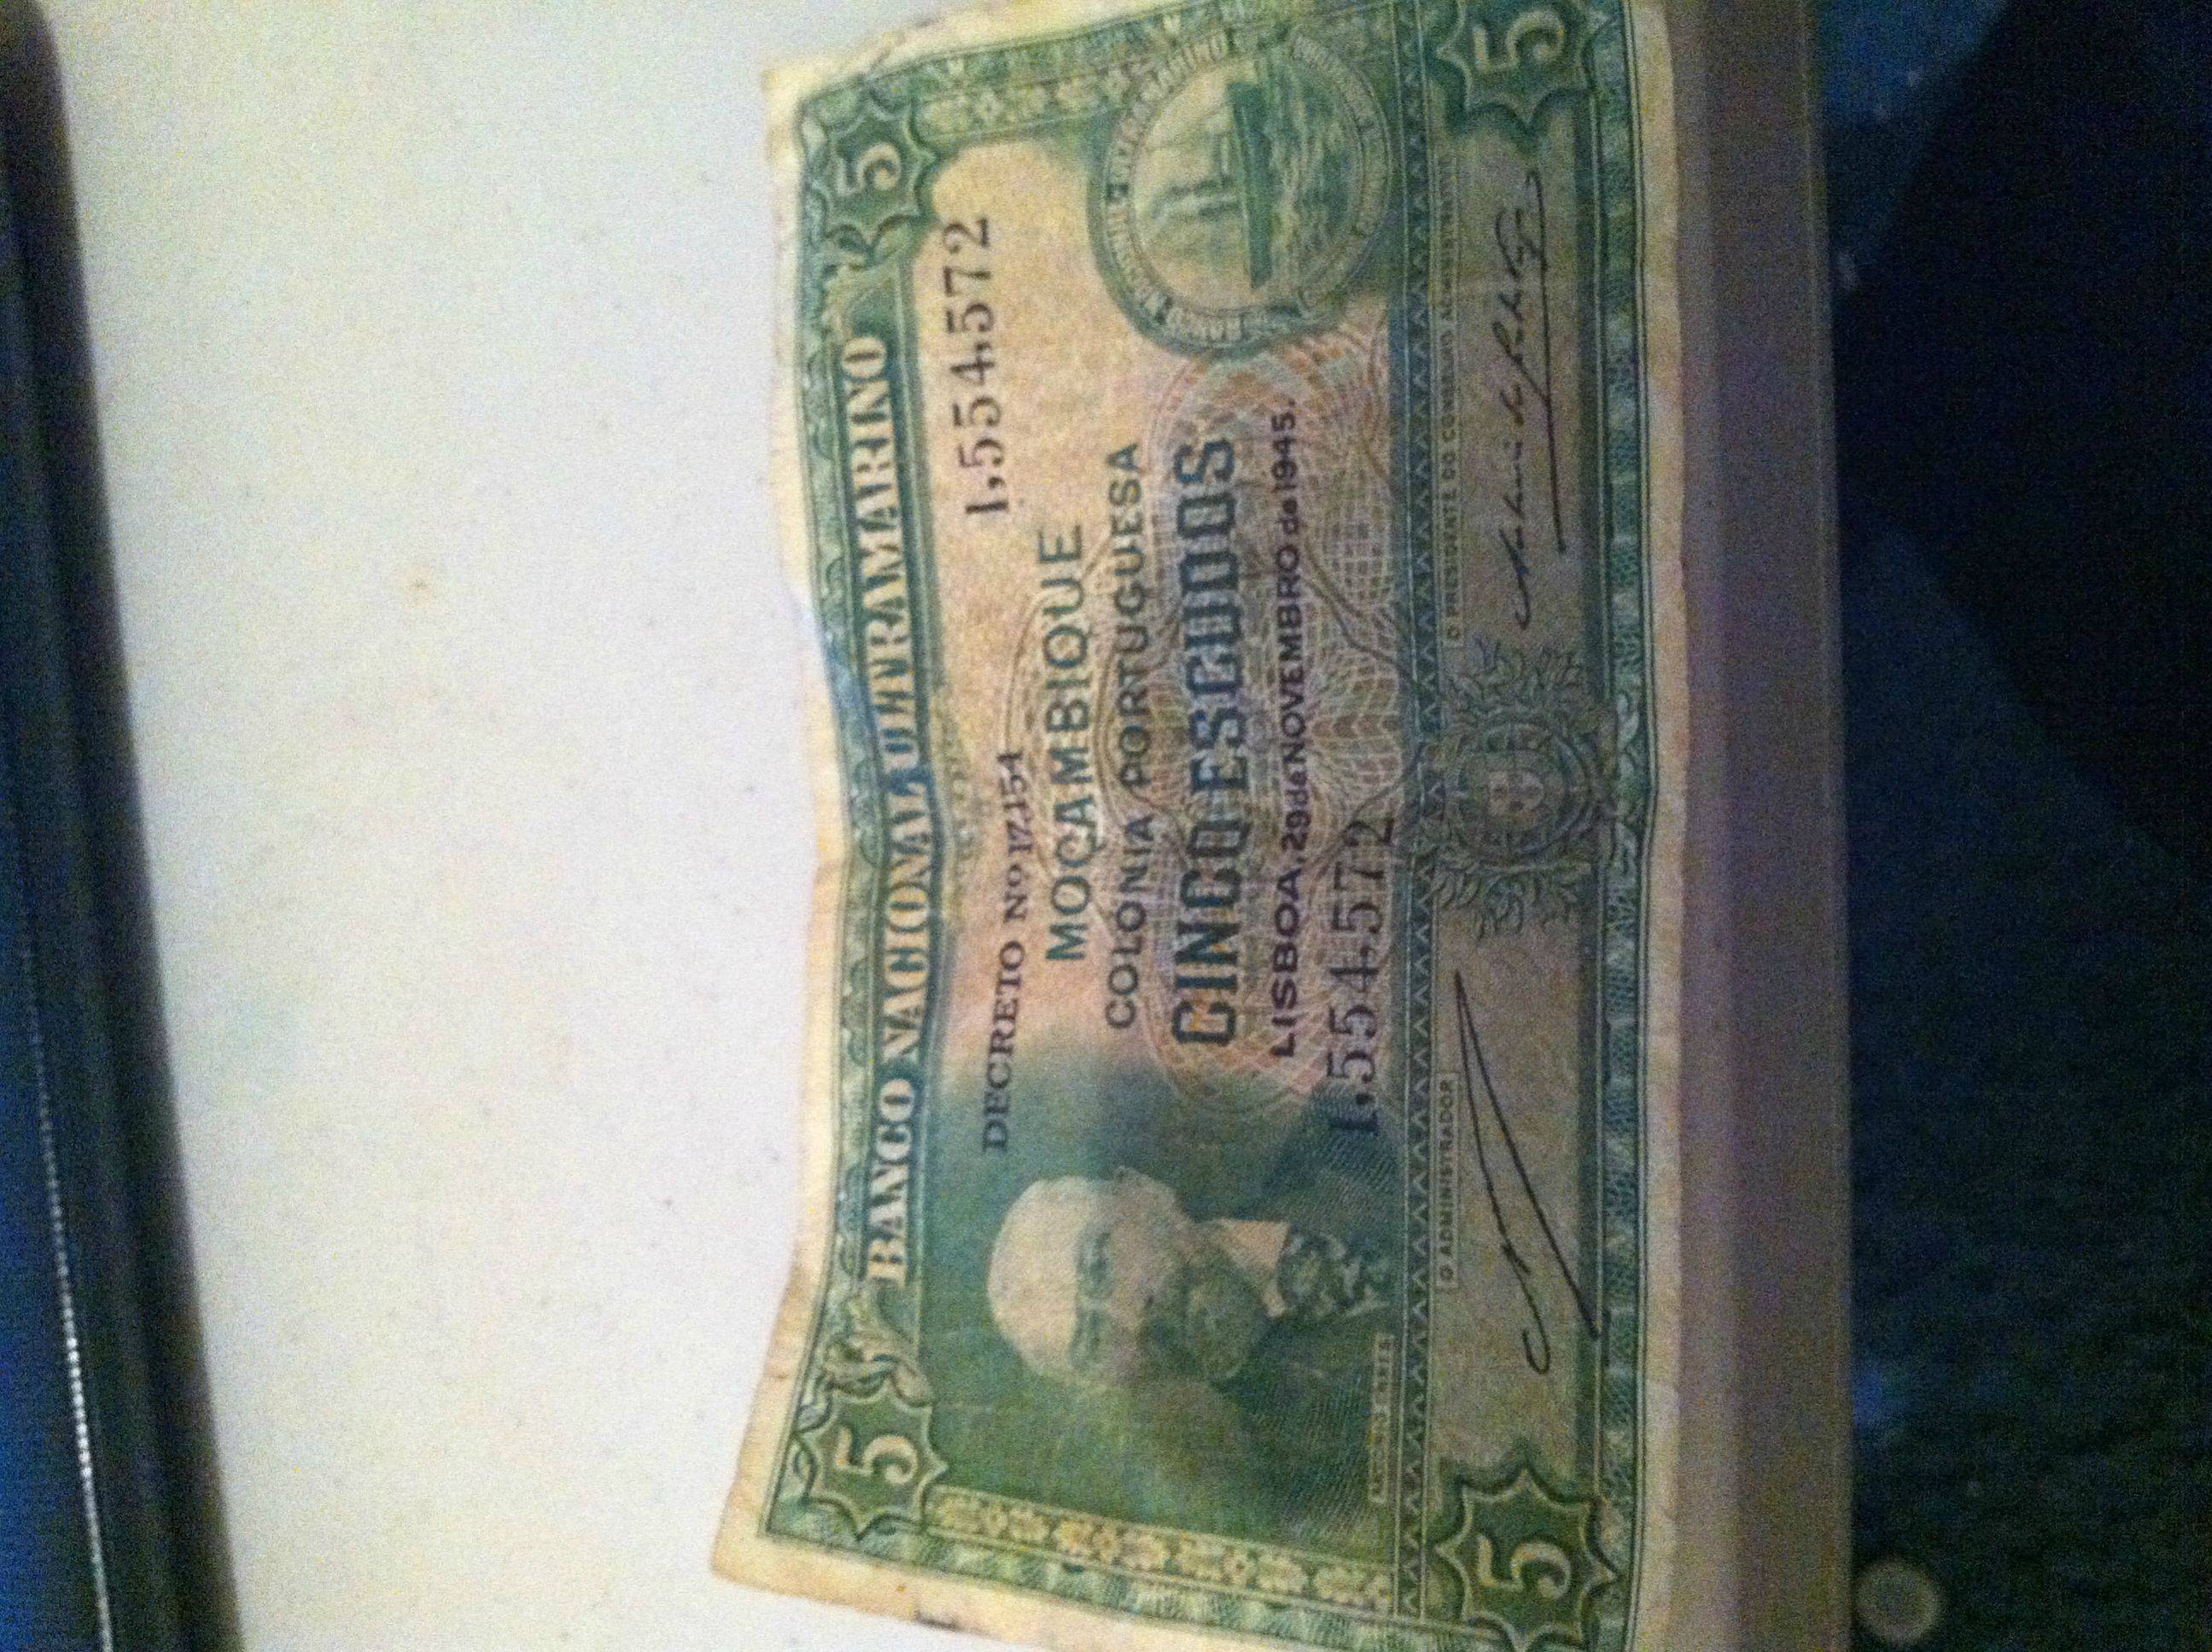 5 BANCO NACIONAL ULTRAMARINO 5
DECRETO Nº 17.154
1,554,572
MOÇAMBIQUE
COLONIA PORTUGUESA
CINCO ESCUDOS
LISBOA, 29 de NOVEMBRO de 1945.
1,554,572
O ADMINISTRADOR
O PRESIDENTE DO CONSELHO ADMINISTRATIVO
5 5